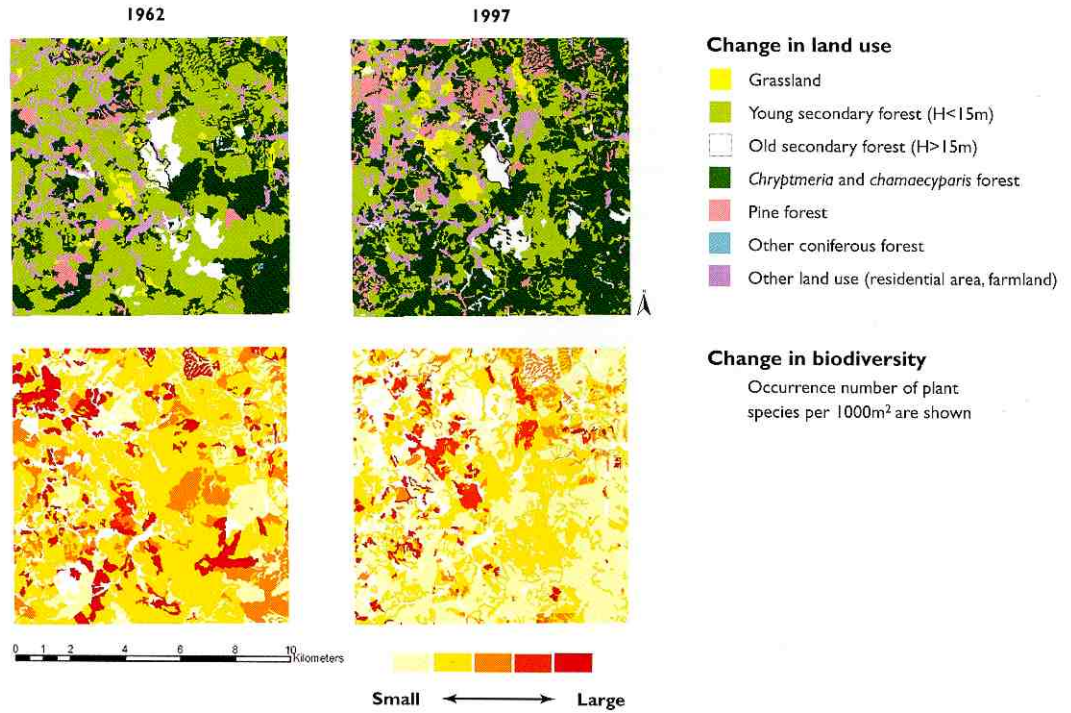 1962
1997
Change in land use
Grassland
Young secondary forest (H<15m)
Old secondary forest (H>15m)
Chryptmeria and chamaecyparis forest
Pine forest
Other coniferous forest
Other land use (residential area, farmland)
Change in biodiversity
Occurrence number of plant
species per 1000m² are shown
0 1 2 4 6 8 10
Kilometers
Small Large